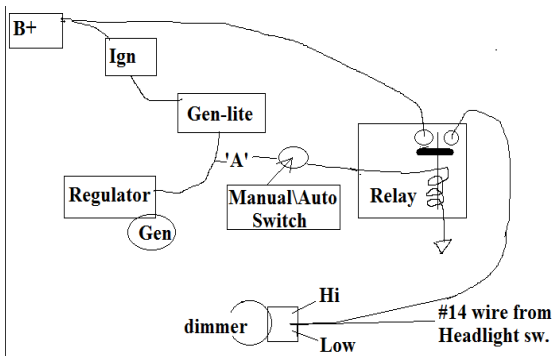 B+
Ign
Gen-lite
'A'
Regulator
Gen
Manual\Auto
Switch
Relay
Hi
dimmer
Low
#14 wire from
Headlight sw.